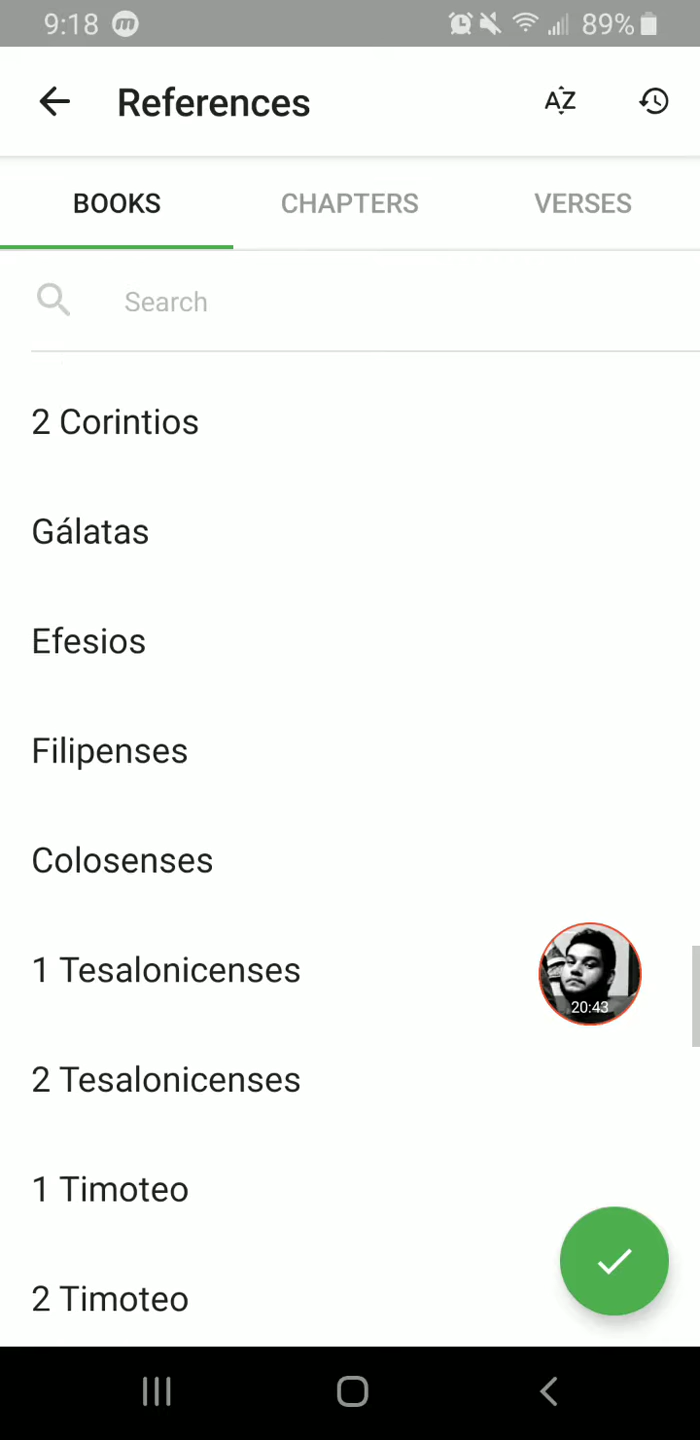 9:18 89%
References AZ
BOOKS CHAPTERS VERSES
Search
2 Corintios
Gálatas
Efesios
Filipenses
Colosenses
1 Tesalonicenses
20:43
2 Tesalonicenses
1 Timoteo
2 Timoteo